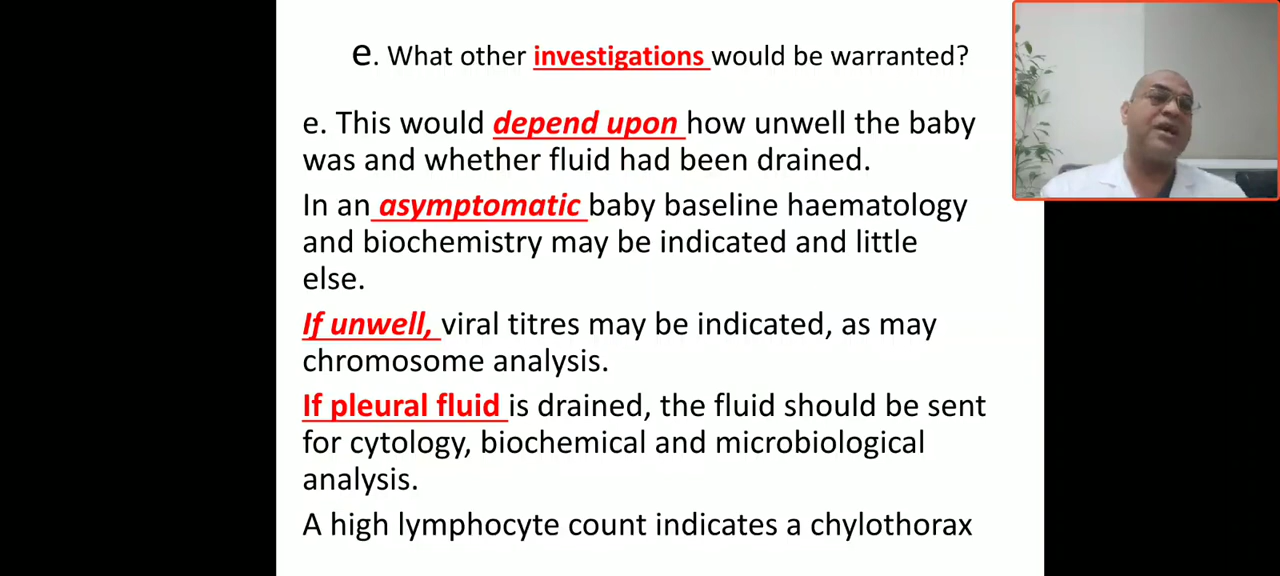 e. What other investigations would be warranted?
e. This would depend upon how unwell the baby
was and whether fluid had been drained.
In an asymptomatic baby baseline haematology
and biochemistry may be indicated and little
else.
If unwell, viral titres may be indicated, as may
chromosome analysis.
If pleural fluid is drained, the fluid should be sent
for cytology, biochemical and microbiological
analysis.
A high lymphocyte count indicates a chylothorax